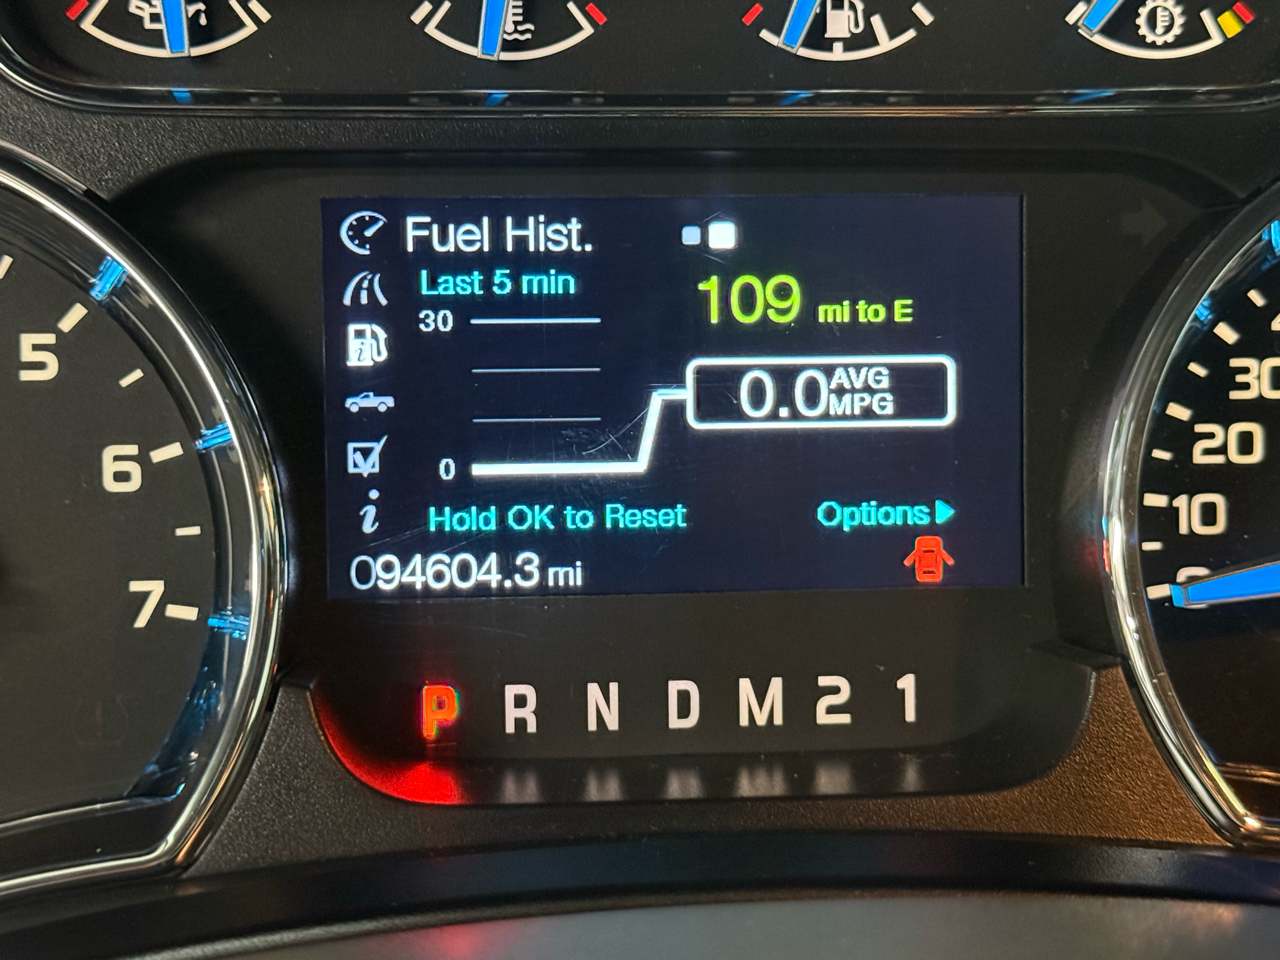 Fuel Hist.
Last 5 min
30
109 mi to E
0.0 AVG MPG
0
Hold OK to Reset
Options
094604.3 mi
P R N D M 2 1
5
6
7
30
20
10